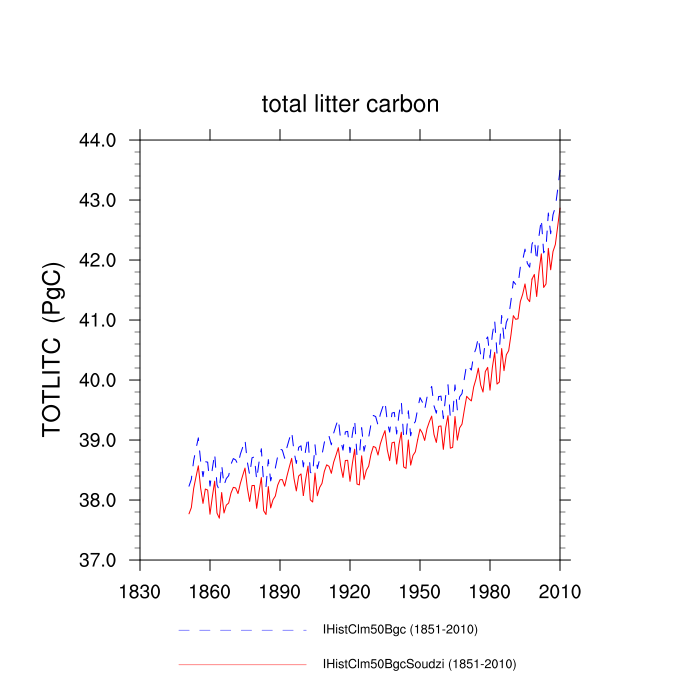 total litter carbon
TOTLITC (PgC)
44.0
43.0
42.0
41.0
40.0
39.0
38.0
37.0
1830 1860 1890 1920 1950 1980 2010
IHistClm50Bgc (1851-2010)
IHistClm50BgcSoudzi (1851-2010)